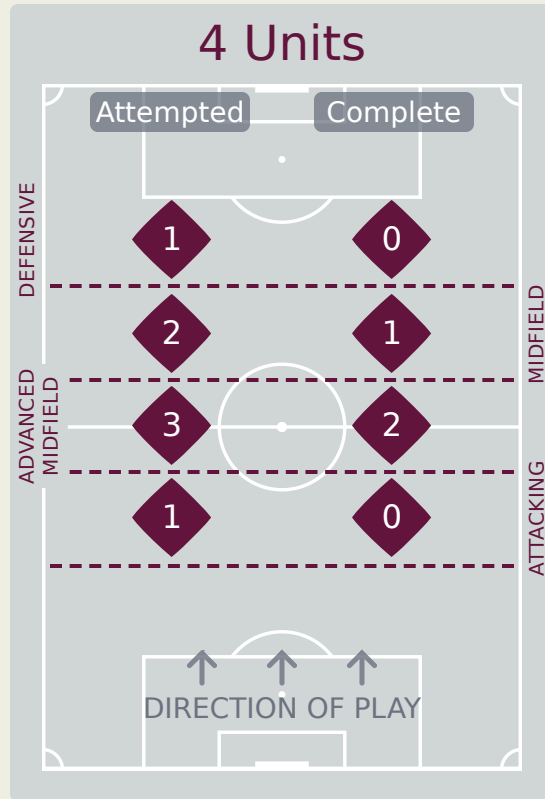 4 Units
Attempted
Complete
DEFENSIVE
1
0
MIDFIELD
2
1
ADVANCED
MIDFIELD
3
2
ATTACKING
1
0
DIRECTION OF PLAY